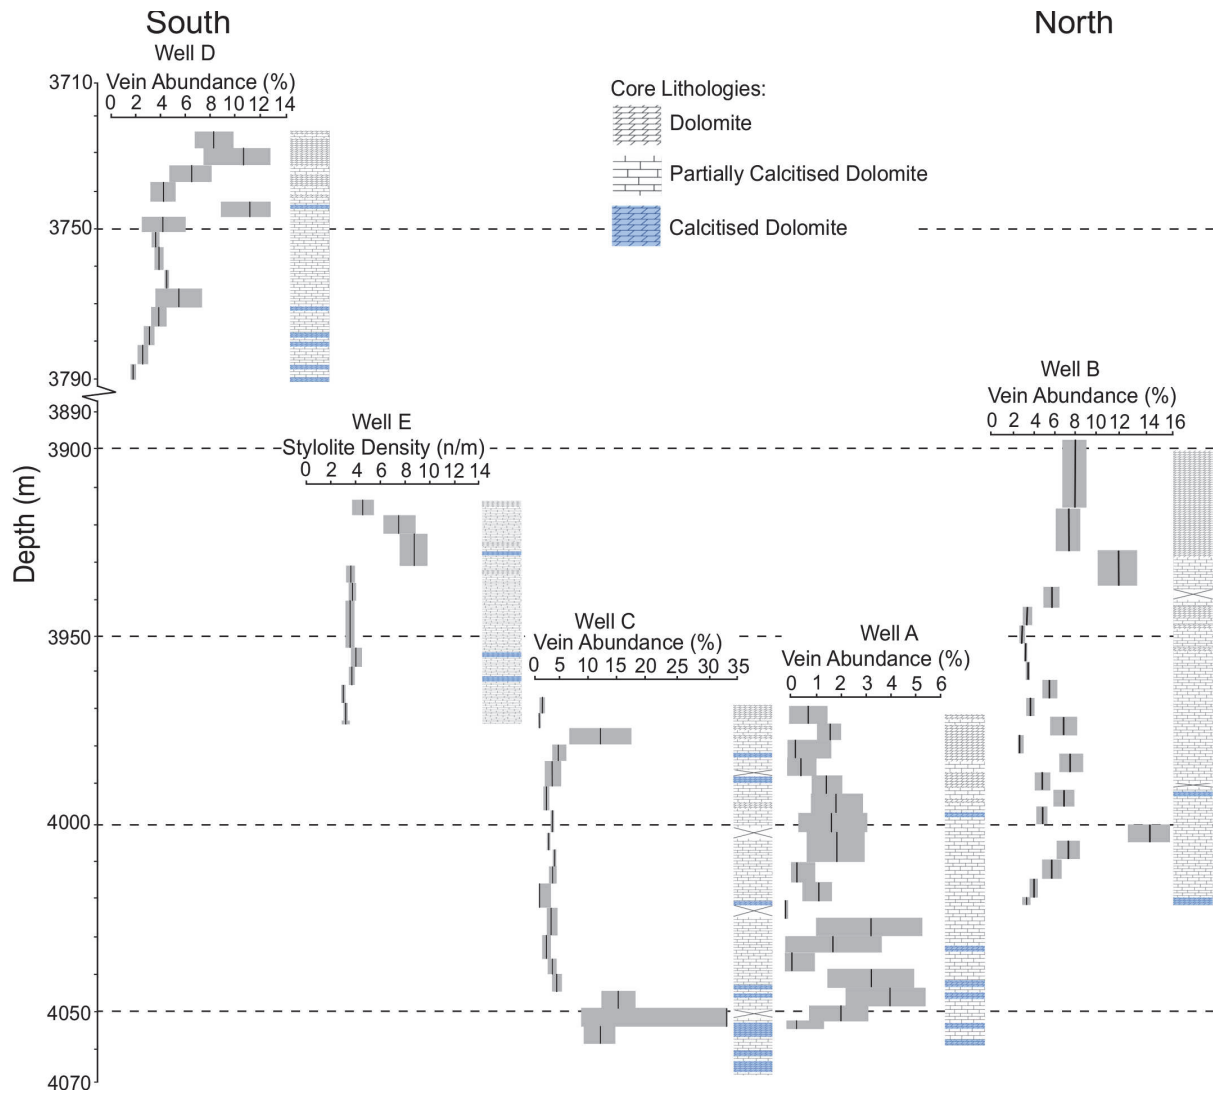 South
North
Well D
Vein Abundance (%)
0 2 4 6 8 10 12 14
Core Lithologies:
Dolomite
Partially Calcitised Dolomite
Calcitised Dolomite
Depth (m)
3710
3750
3790
3890
3900
3950
4000
4050
4070
Well B
Vein Abundance (%)
0 2 4 6 8 10 12 14 16
Well E
Stylolite Density (n/m)
0 2 4 6 8 10 12 14
Well C
Vein Abundance (%)
0 5 10 15 20 25 30 35
Well A
Vein Abundance (%)
0 1 2 3 4 5 6